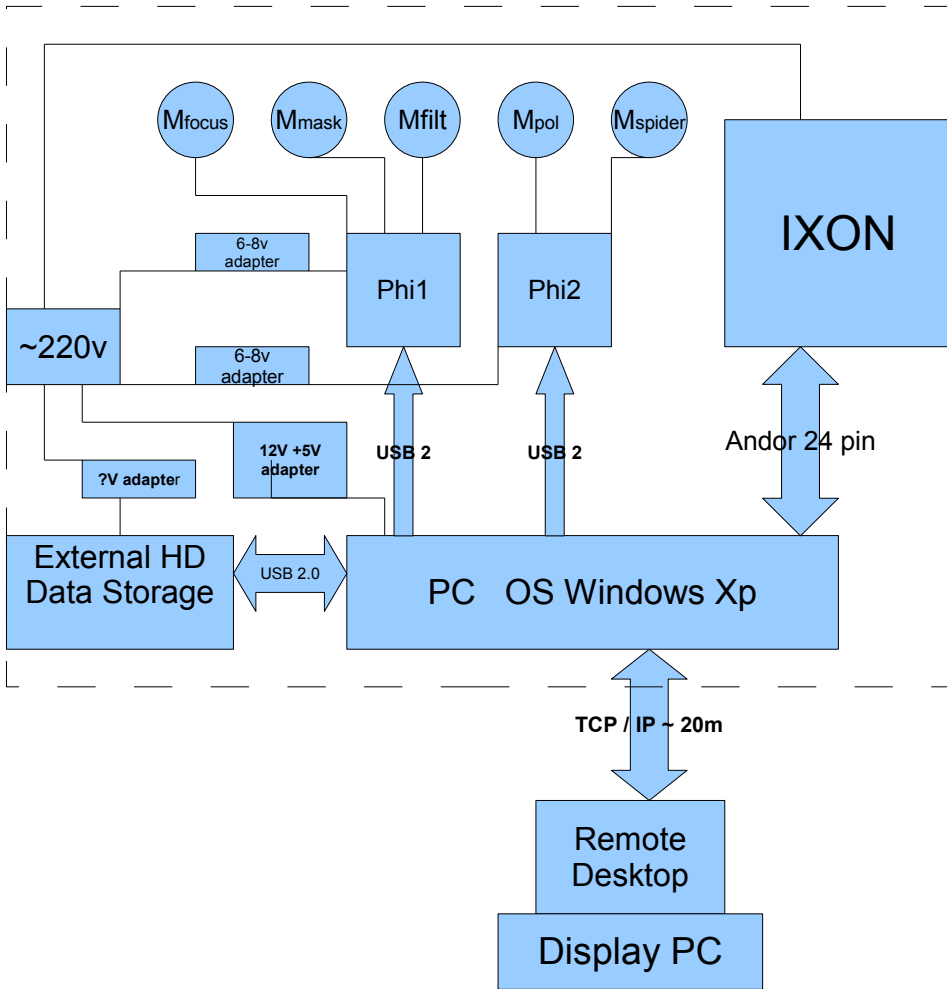 Mfocus
Mmask
Mfilt
Mpol
Mspider
IXON
6-8v
adapter
Phi1
Phi2
~220v
6-8v
adapter
Andor 24 pin
12V +5V
adapter
USB 2
USB 2
?V adapter
External HD
Data Storage
USB 2.0
PC OS Windows Xp
TCP / IP ~ 20m
Remote
Desktop
Display PC